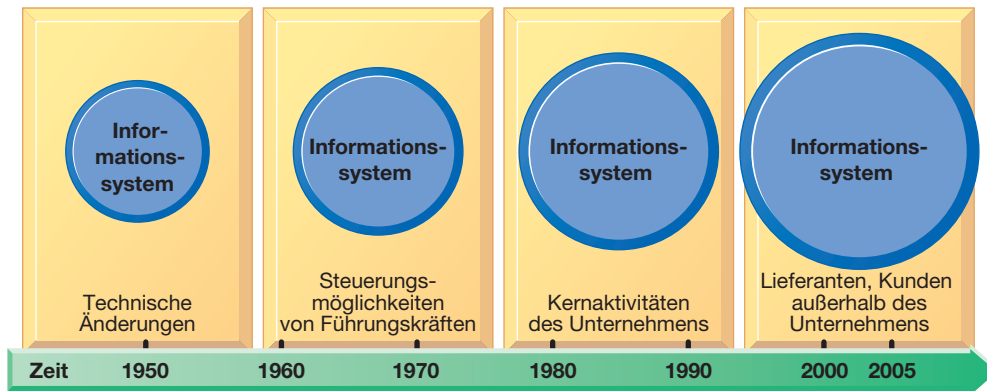 Infor-
mations-
system
Technische
Änderungen
Informations-
system
Steuerungs-
möglichkeiten
von Führungskräften
Informations-
system
Kernaktivitäten
des Unternehmens
Informations-
system
Lieferanten, Kunden
außerhalb des
Unternehmens
Zeit 1950 1960 1970 1980 1990 2000 2005